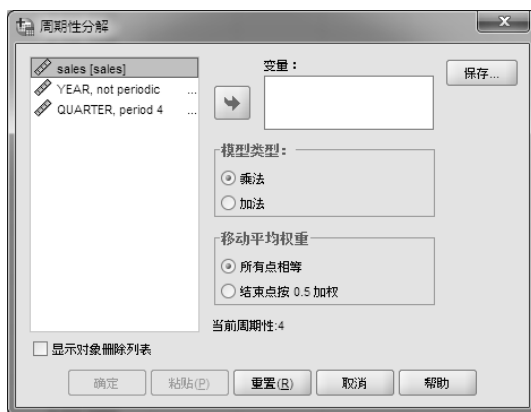 周期性分解
sales [sales]
YEAR, not periodic ...
QUARTER, period 4 ...
变量：
保存...
模型类型：
乘法
加法
移动平均权重
所有点相等
结束点按 0.5 加权
当前周期性:4
显示对象删除列表
确定
粘贴(P)
重置(R)
取消
帮助